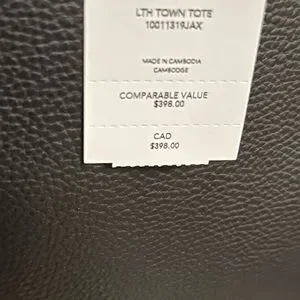 LTH TOWN TOTE
10011319JAX
MADE IN CAMBODIA
CAMBODGE
COMPARABLE VALUE
$398.00
CAD
$398.00